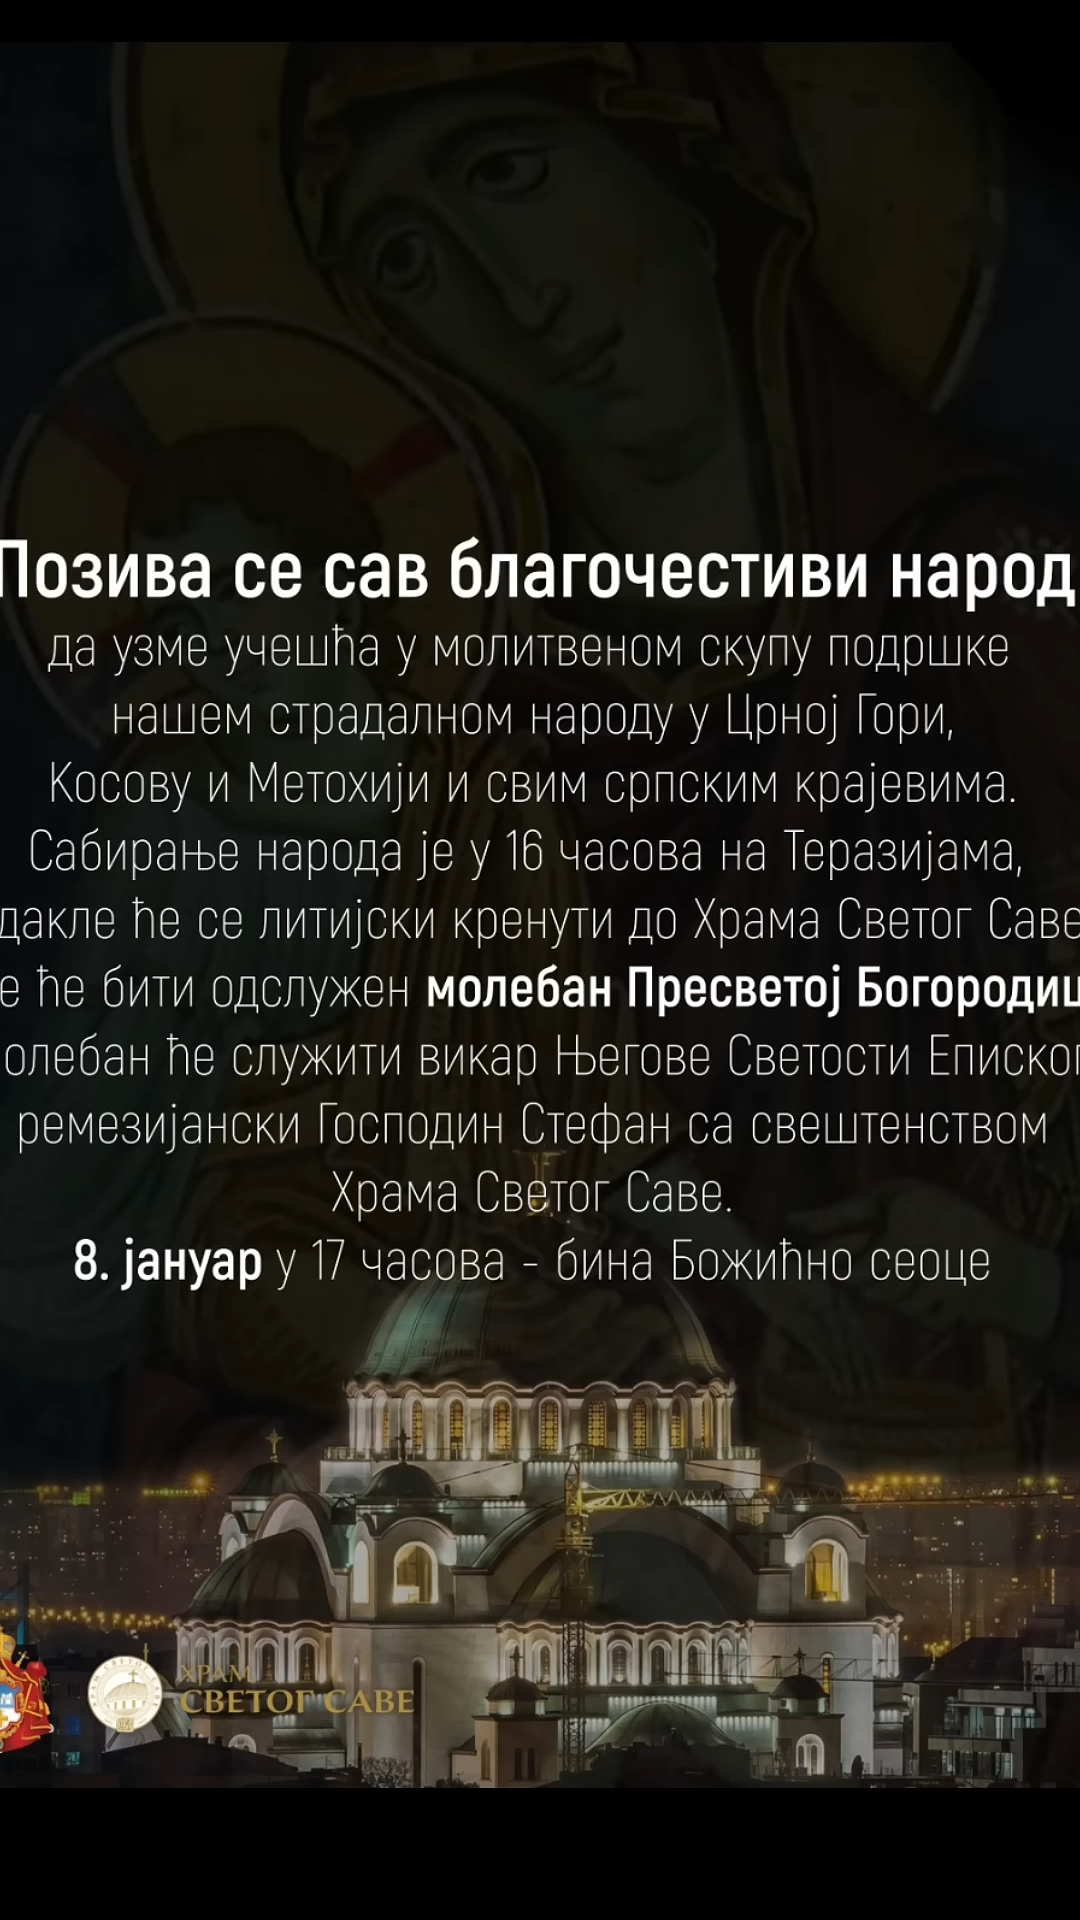 Позива се сав благочестиви народ
да узме учешћа у молитвеном скупу подршке
нашем страдалном народу у Црној Гори,
Косову и Метохији и свим српским крајевима.
Сабирање народа је у 16 часова на Теразијама,
дакле ће се литијски кренути до Храма Светог Саве
е ће бити одслужен молебан Пресветој Богородиц
олебан ће служити викар Његове Светости Епископ
ремезијански Господин Стефан са свештенством
Храма Светог Саве.
8. јануар у 17 часова - бина Божићно сеоце
ХРАМ
СВЕТОГ САВЕ